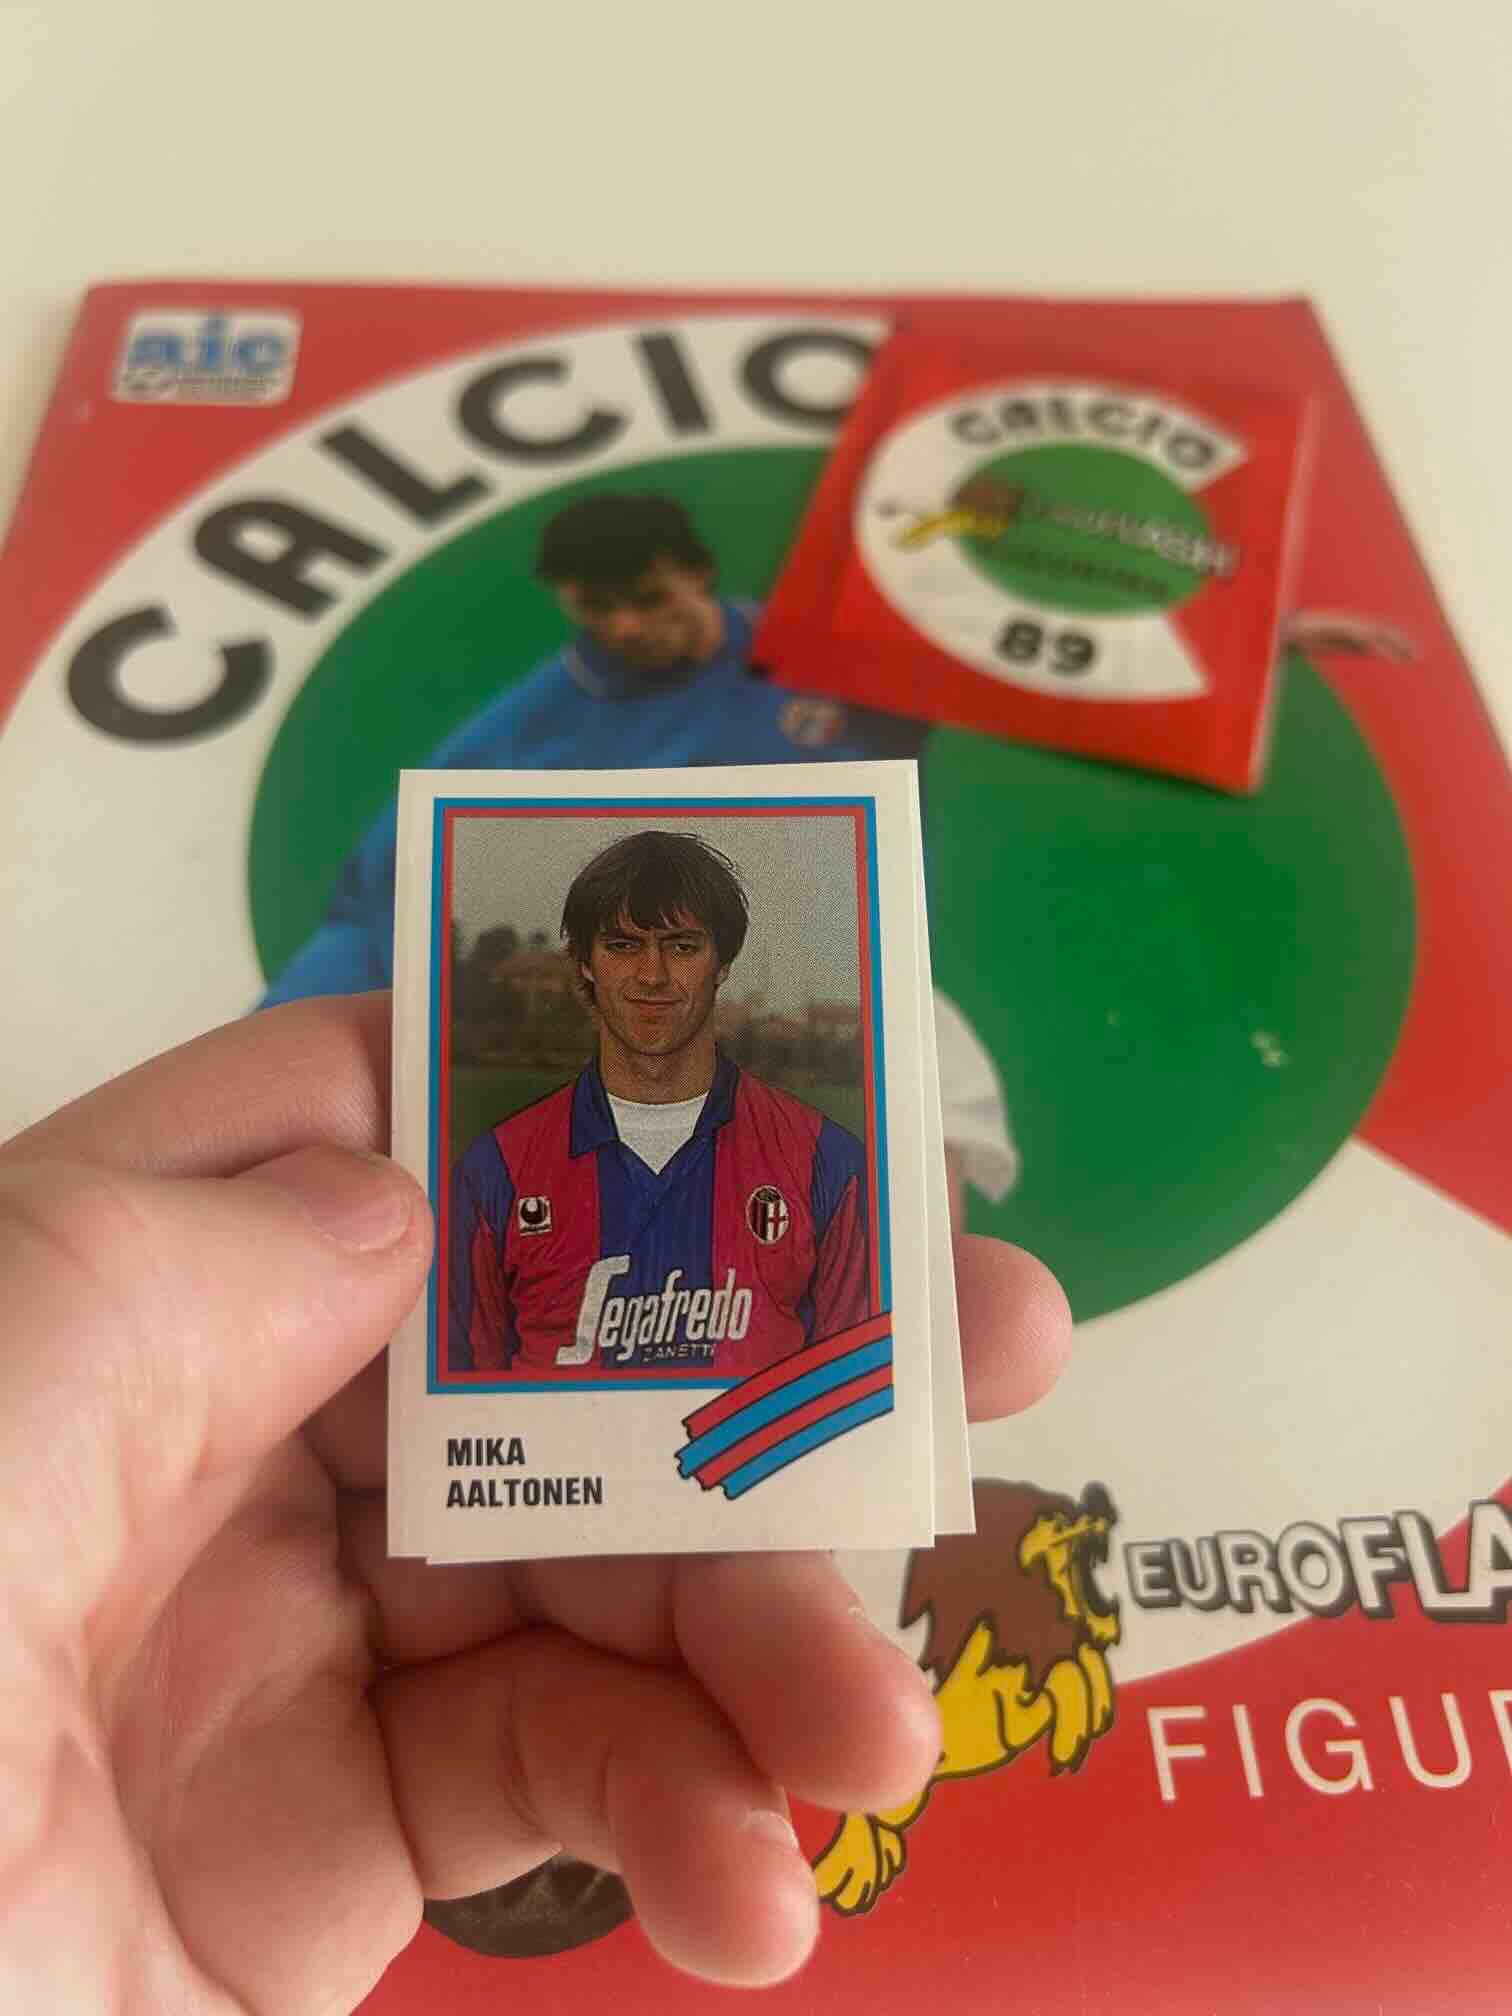 aic
CALCIO
CALCIO
89
Segafredo
ZANETTI
MIKA
AALTONEN
EUROFLA
FIGU